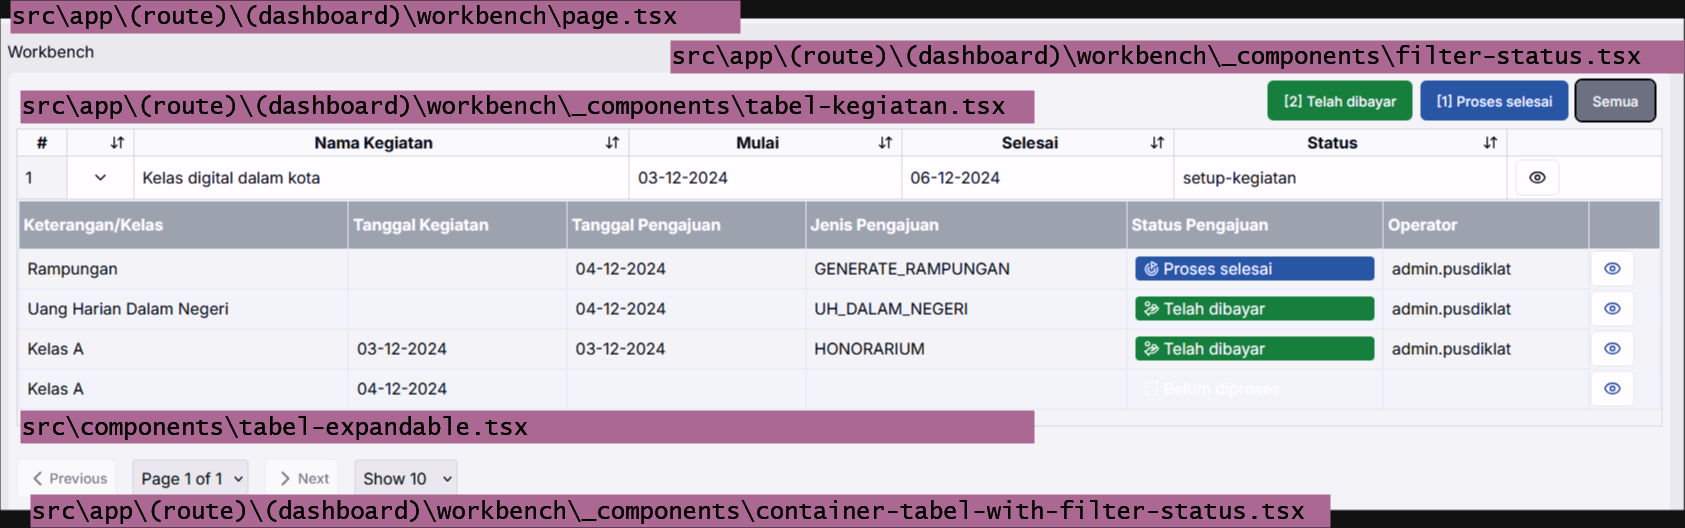 src\app\(route)\(dashboard)\workbench\page.tsx
Workbench
src\app\(route)\(dashboard)\workbench\_components\filter-status.tsx
[2] Telah dibayar [1] Proses selesai Semua
src\app\(route)\(dashboard)\workbench\_components\tabel-kegiatan.tsx
# Nama Kegiatan Mulai Selesai Status
1 Kelas digital dalam kota 03-12-2024 06-12-2024 setup-kegiatan
Keterangan/Kelas Tanggal Kegiatan Tanggal Pengajuan Jenis Pengajuan Status Pengajuan Operator
Rampungan 04-12-2024 GENERATE_RAMPUNGAN Proses selesai admin.pusdiklat
Uang Harian Dalam Negeri 04-12-2024 UH_DALAM_NEGERI Telah dibayar admin.pusdiklat
Kelas A 03-12-2024 03-12-2024 HONORARIUM Telah dibayar admin.pusdiklat
Kelas A 04-12-2024 Belum diproses
src\components\tabel-expandable.tsx
Previous Page 1 of 1 Next Show 10
src\app\(route)\(dashboard)\workbench\_components\container-tabel-with-filter-status.tsx